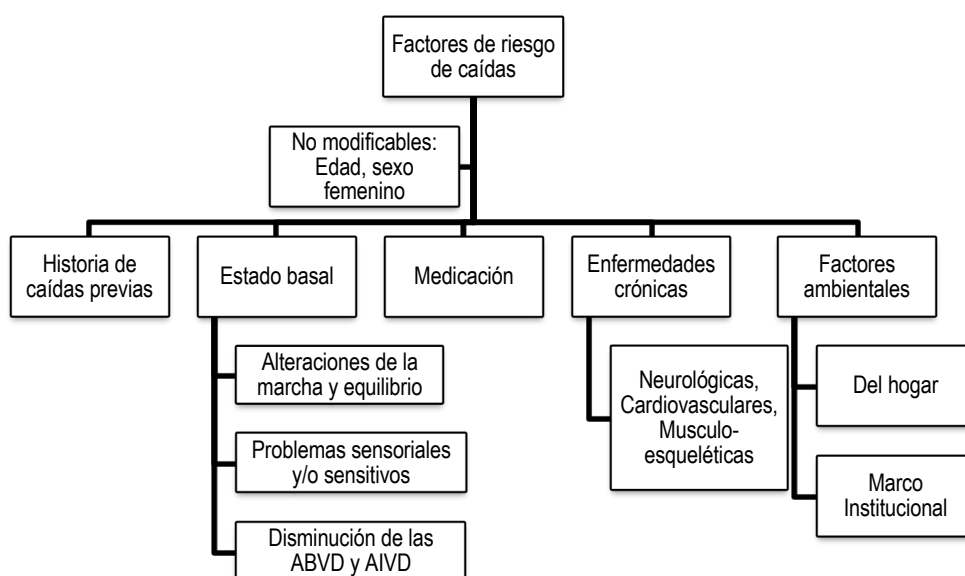 Factores de riesgo
de caídas
No modificables:
Edad, sexo
femenino
Historia de
caídas previas
Estado basal
Medicación
Enfermedades
crónicas
Factores
ambientales
Alteraciones de la
marcha y equilibrio
Problemas sensoriales
y/o sensitivos
Disminución de las
ABVD y AIVD
Neurológicas,
Cardiovasculares,
Musculo-
esqueléticas
Del hogar
Marco
Institucional